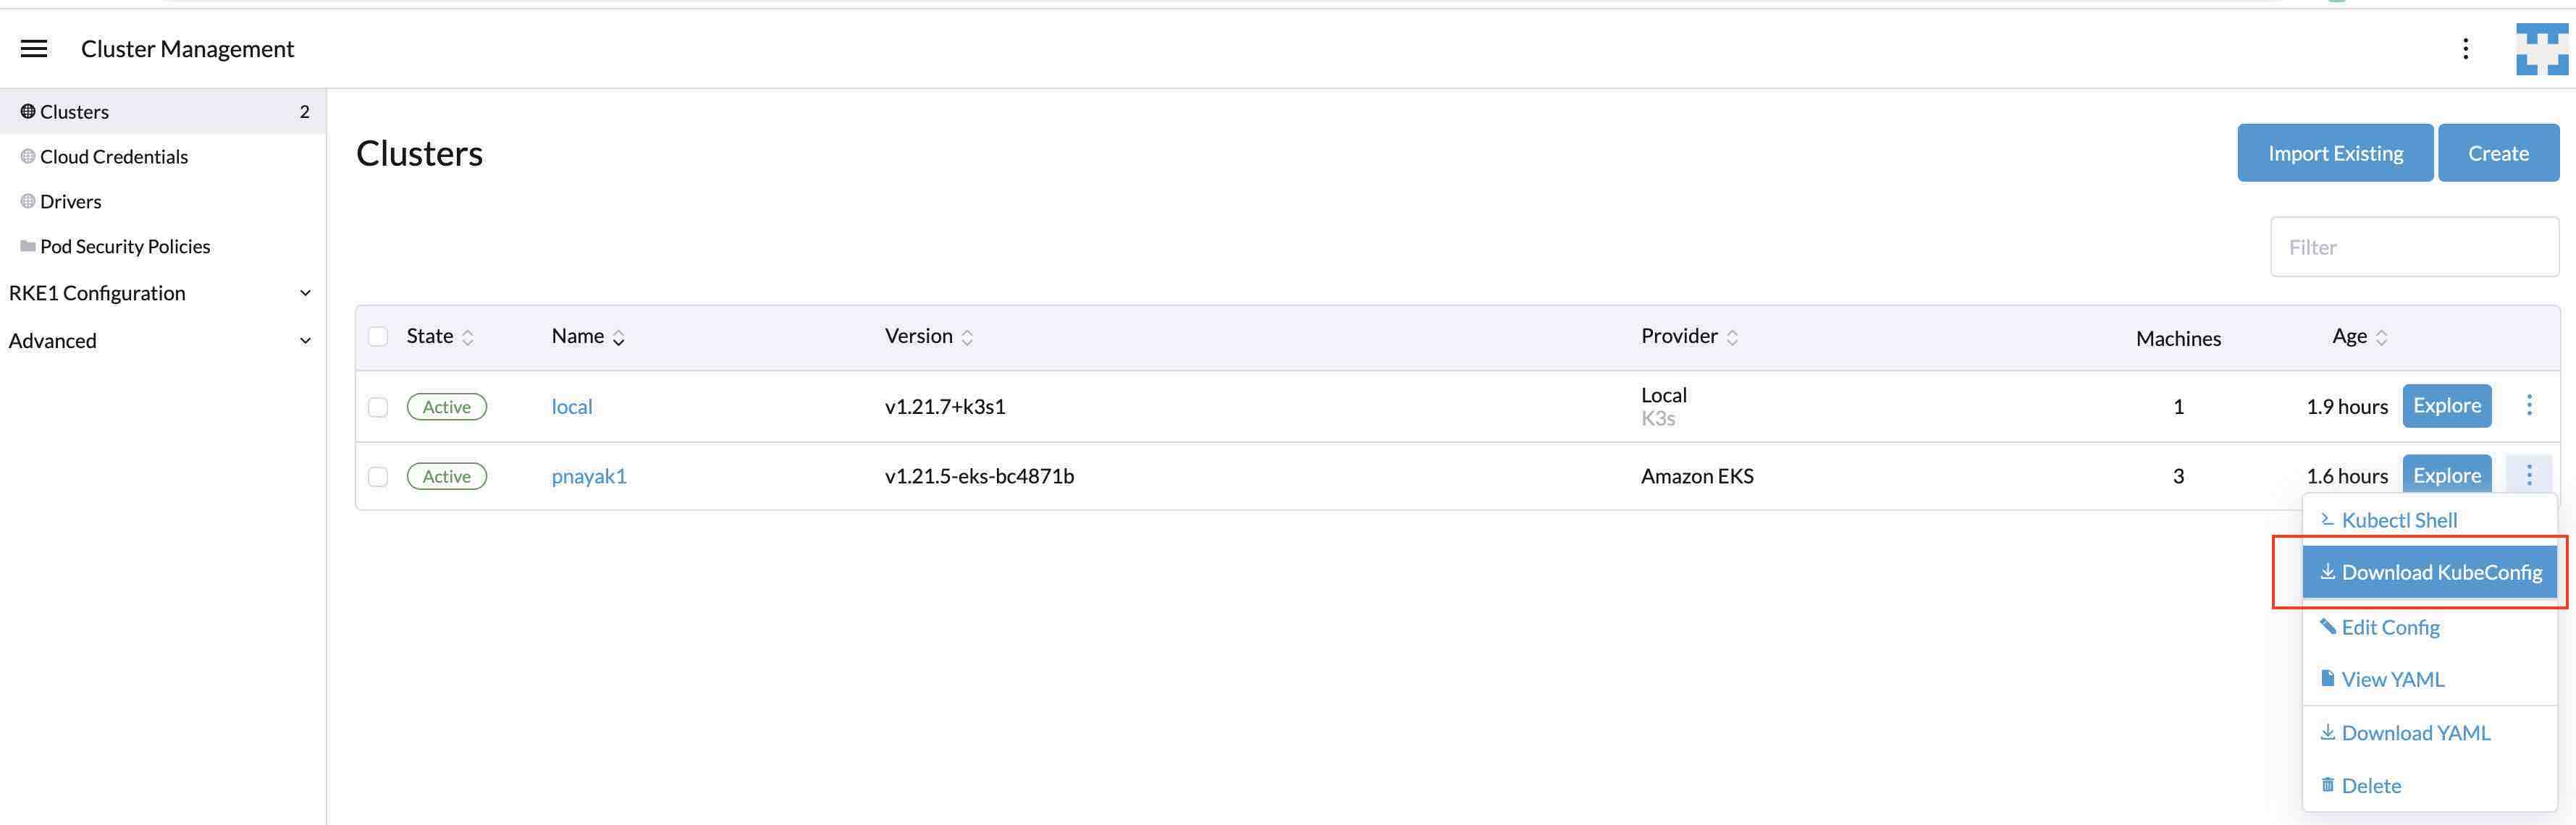 Cluster Management
Clusters 2
Cloud Credentials
Drivers
Pod Security Policies
RKE1 Configuration
Advanced
Clusters
Import Existing Create
Filter
State Name Version Provider Machines Age
Active local v1.21.7+k3s1 Local 1 1.9 hours Explore
K3s
Active pnayak1 v1.21.5-eks-bc4871b Amazon EKS 3 1.6 hours Explore
Kubectl Shell
Download KubeConfig
Edit Config
View YAML
Download YAML
Delete